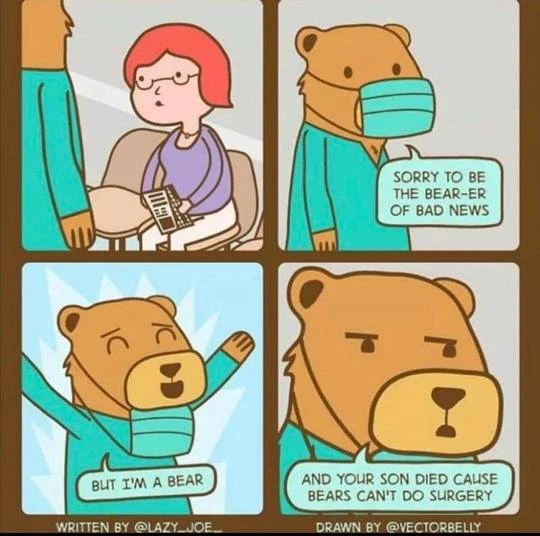 SORRY TO BE
THE BEAR-ER
OF BAD NEWS
BUT I'M A BEAR
AND YOUR SON DIED CAUSE
BEARS CAN'T DO SURGERY
WRITTEN BY @LAZY_JOE_
DRAWN BY @VECTORBELLY